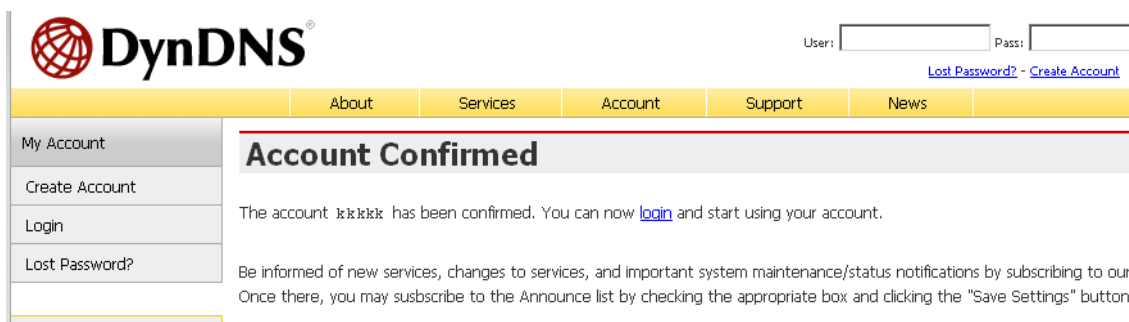 DynDNS®
User:
Pass:
Lost Password? - Create Account
About Services Account Support News
My Account
Create Account
Login
Lost Password?
Account Confirmed
The account kkkkk has been confirmed. You can now login and start using your account.
Be informed of new services, changes to services, and important system maintenance/status notifications by subscribing to our
Once there, you may susbscribe to the Announce list by checking the appropriate box and clicking the "Save Settings" button